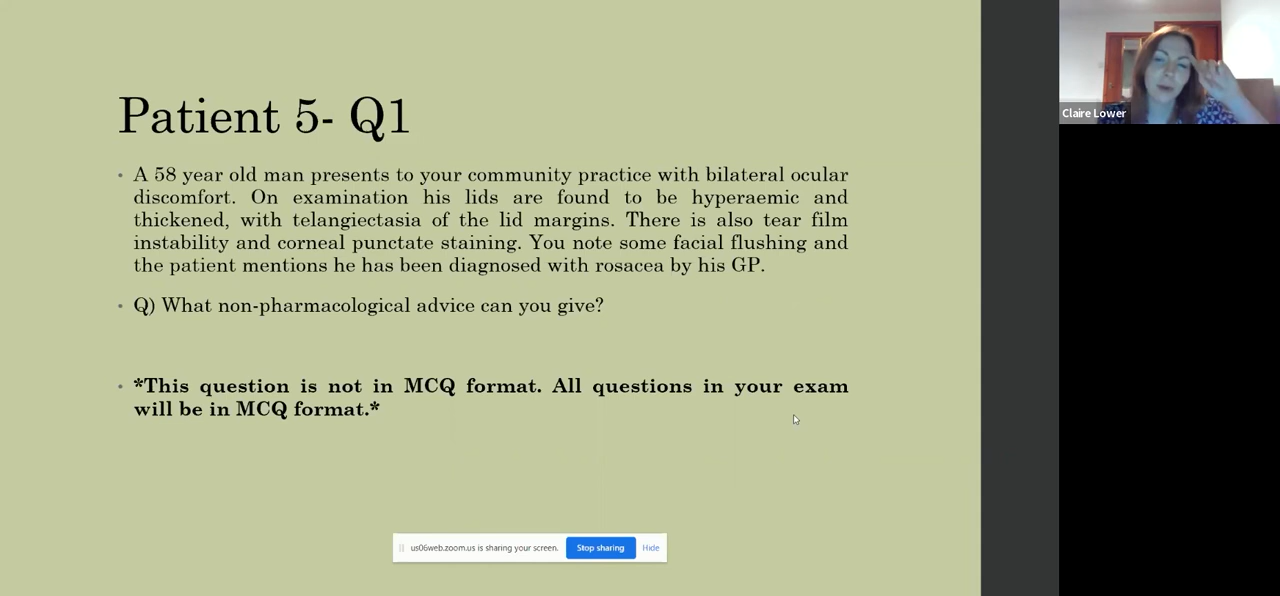 Patient 5- Q1
• A 58 year old man presents to your community practice with bilateral ocular
discomfort. On examination his lids are found to be hyperaemic and
thickened, with telangiectasia of the lid margins. There is also tear film
instability and corneal punctate staining. You note some facial flushing and
the patient mentions he has been diagnosed with rosacea by his GP.
• Q) What non-pharmacological advice can you give?
• *This question is not in MCQ format. All questions in your exam
will be in MCQ format.*
us06web.zoom.us is sharing your screen. Stop sharing Hide
Claire Lower